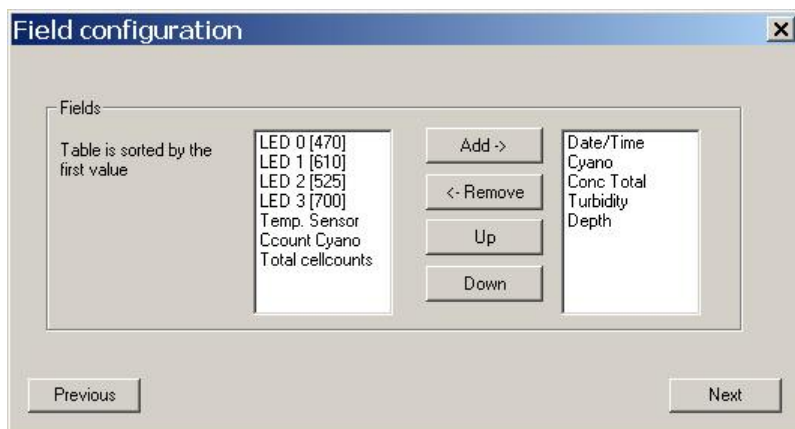 Field configuration
Fields
Table is sorted by the
first value
LED 0 [470]
LED 1 [610]
LED 2 [525]
LED 3 [700]
Temp. Sensor
Ccount Cyano
Total cellcounts
Add ->
<- Remove
Up
Down
Date/Time
Cyano
Conc Total
Turbidity
Depth
Previous
Next